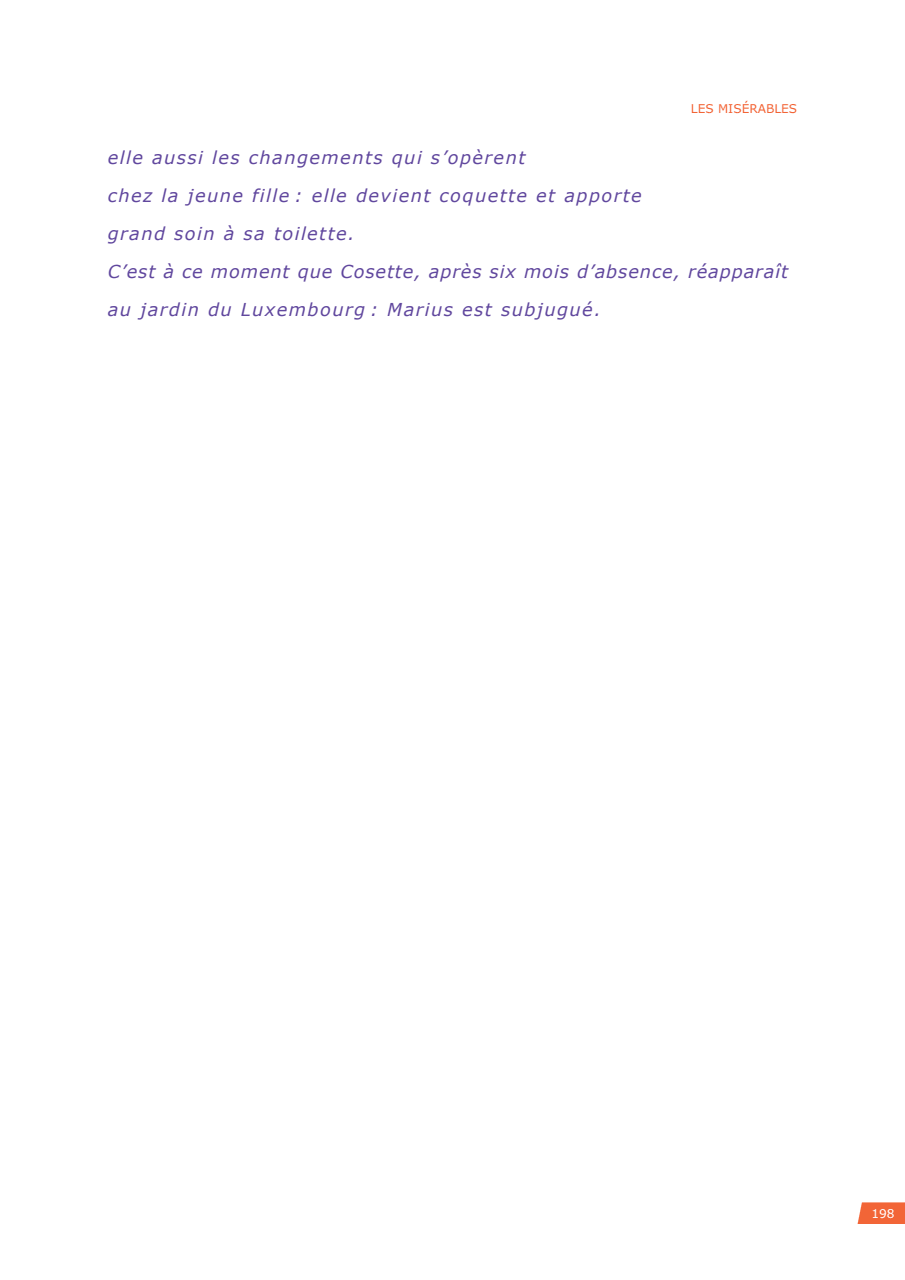 LES MISÉRABLES
elle aussi les changements qui s’opèrent
chez la jeune fille : elle devient coquette et apporte
grand soin à sa toilette.
C’est à ce moment que Cosette, après six mois d’absence, réapparaît
au jardin du Luxembourg : Marius est subjugué.
198